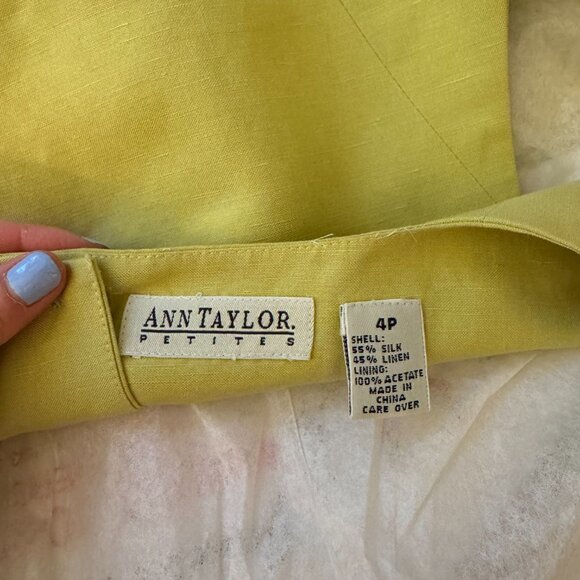 ANN TAYLOR.
PETITES
4P
SHELL:
55% SILK
45% LINEN
LINING:
100% ACETATE
MADE IN
CHINA
CARE OVER